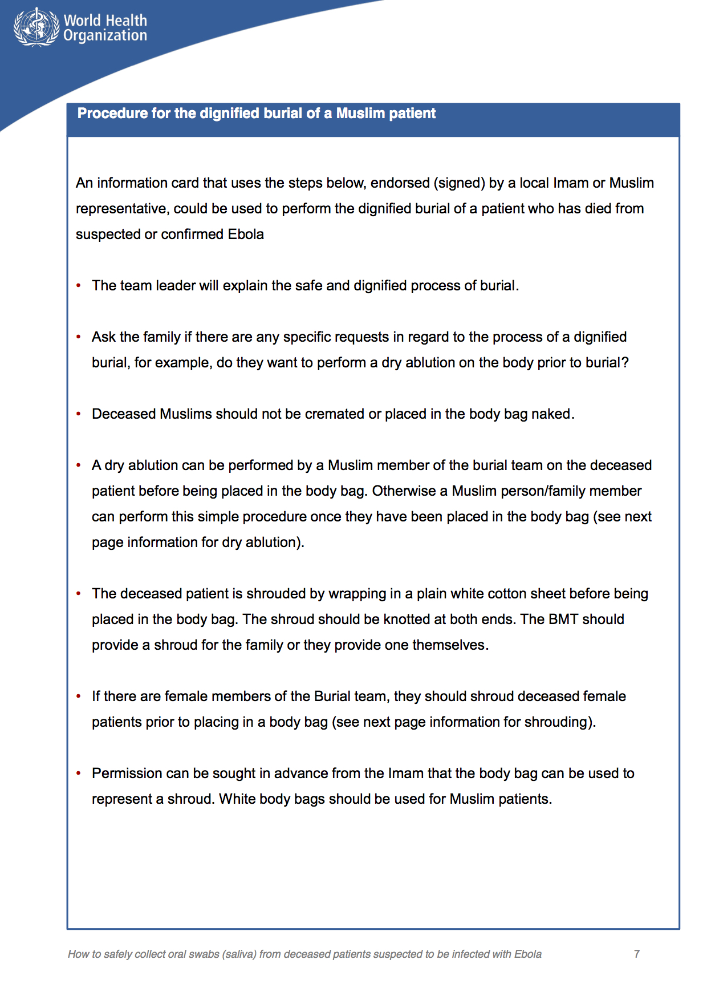 World Health
Organization
Procedure for the dignified burial of a Muslim patient
An information card that uses the steps below, endorsed (signed) by a local Imam or Muslim
representative, could be used to perform the dignified burial of a patient who has died from
suspected or confirmed Ebola
• The team leader will explain the safe and dignified process of burial.
• Ask the family if there are any specific requests in regard to the process of a dignified
burial, for example, do they want to perform a dry ablution on the body prior to burial?
• Deceased Muslims should not be cremated or placed in the body bag naked.
• A dry ablution can be performed by a Muslim member of the burial team on the deceased
patient before being placed in the body bag. Otherwise a Muslim person/family member
can perform this simple procedure once they have been placed in the body bag (see next
page information for dry ablution).
• The deceased patient is shrouded by wrapping in a plain white cotton sheet before being
placed in the body bag. The shroud should be knotted at both ends. The BMT should
provide a shroud for the family or they provide one themselves.
• If there are female members of the Burial team, they should shroud deceased female
patients prior to placing in a body bag (see next page information for shrouding).
• Permission can be sought in advance from the Imam that the body bag can be used to
represent a shroud. White body bags should be used for Muslim patients.
How to safely collect oral swabs (saliva) from deceased patients suspected to be infected with Ebola 7